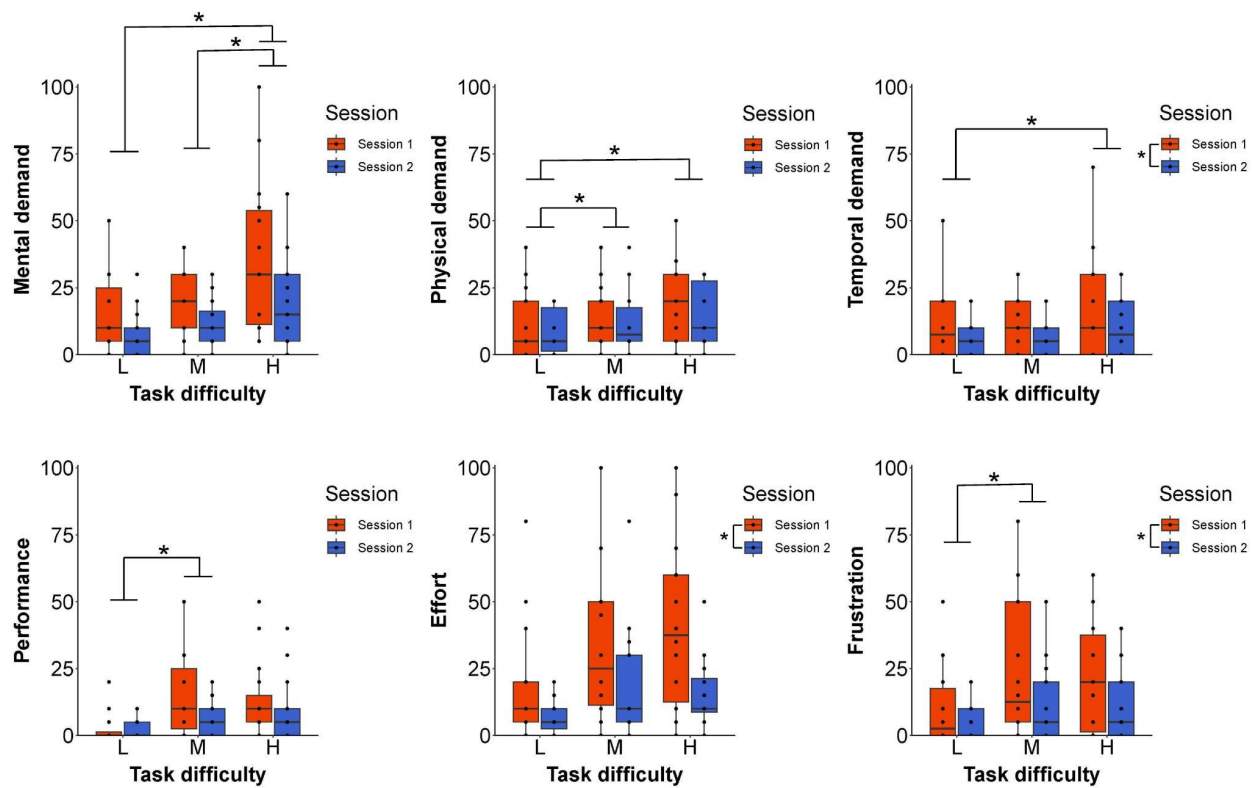 *
*
100
75
50
25
0
Mental demand
L M H
Task difficulty
Session
Session 1
Session 2
*
*
100
75
50
25
0
Physical demand
L M H
Task difficulty
Session
Session 1
Session 2
*
100
75
50
25
0
Temporal demand
L M H
Task difficulty
Session
* Session 1
Session 2
*
100
75
50
25
0
Performance
L M H
Task difficulty
Session
Session 1
Session 2
100
75
50
25
0
Effort
L M H
Task difficulty
Session
* Session 1
Session 2
*
100
75
50
25
0
Frustration
L M H
Task difficulty
Session
* Session 1
Session 2